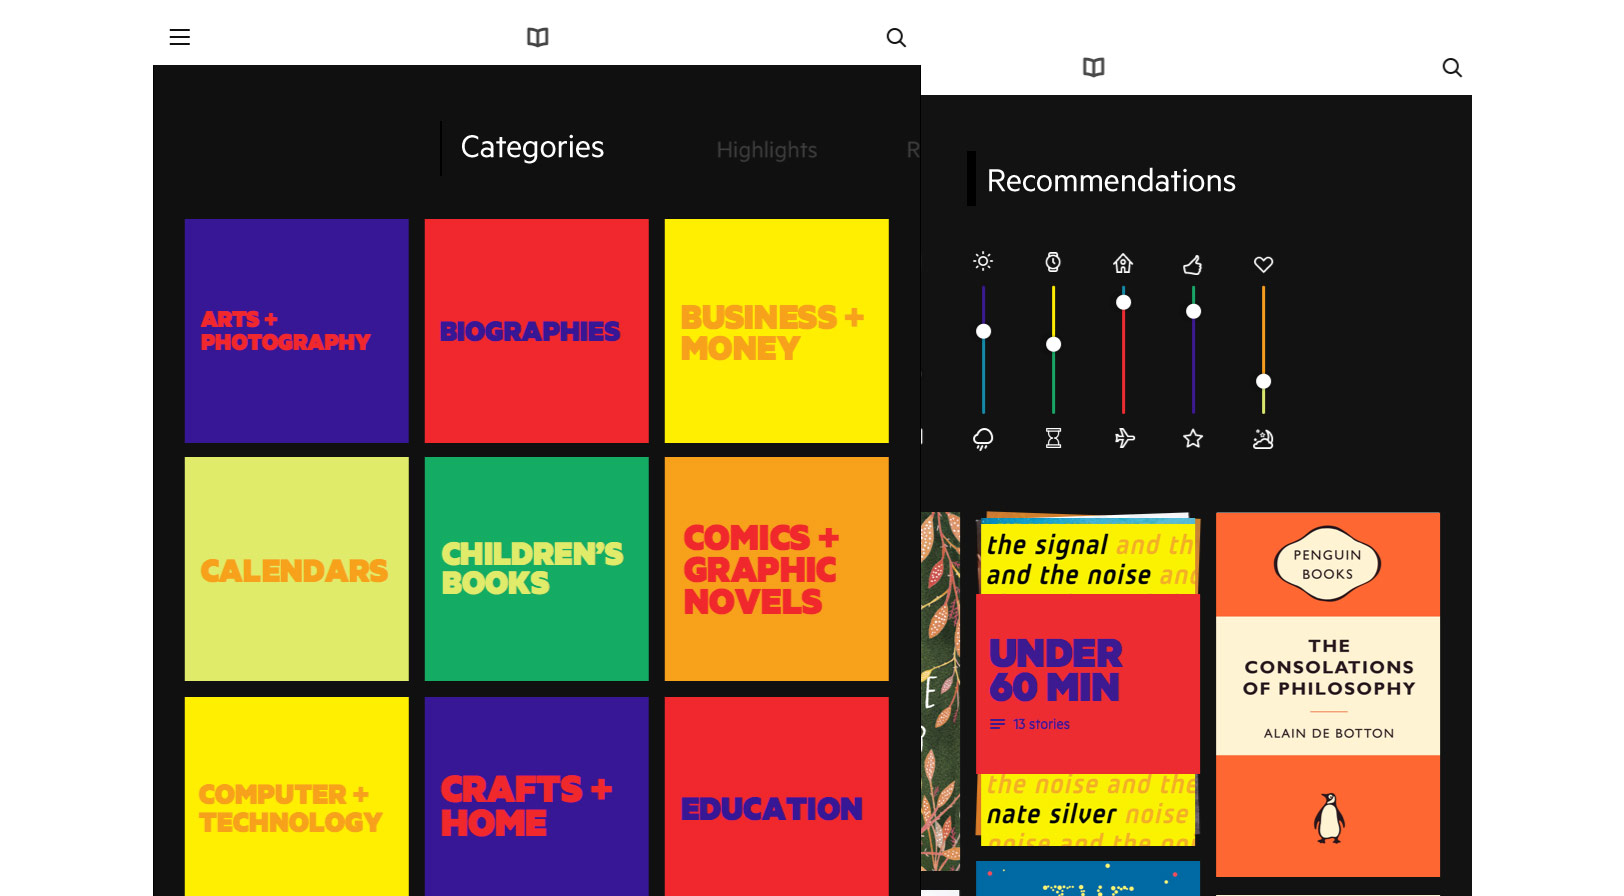 Categories
Highlights
R
ARTS +
PHOTOGRAPHY
BIOGRAPHIES
BUSINESS +
MONEY
CALENDARS
CHILDREN'S
BOOKS
COMICS +
GRAPHIC
NOVELS
COMPUTER +
TECHNOLOGY
CRAFTS +
HOME
EDUCATION
Recommendations
the signal and th
and the noise and
UNDER
60 MIN
13 stories
the noise and the
nate silver noise
noise and the noi
PENGUIN
BOOKS
THE
CONSOLATIONS
OF PHILOSOPHY
ALAIN DE BOTTON